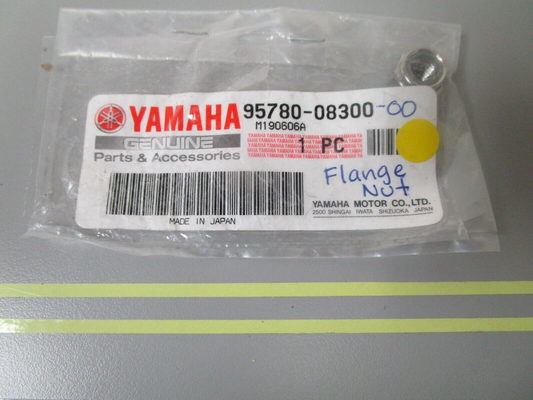 YAMAHA 95780-08300-00
M190606A
GENUINE
Parts & Accessories
1 PC
Flange
Nut
MADE IN JAPAN
YAMAHA MOTOR CO., LTD.
2500 SHINGAI IWATA SHIZUOKA JAPAN